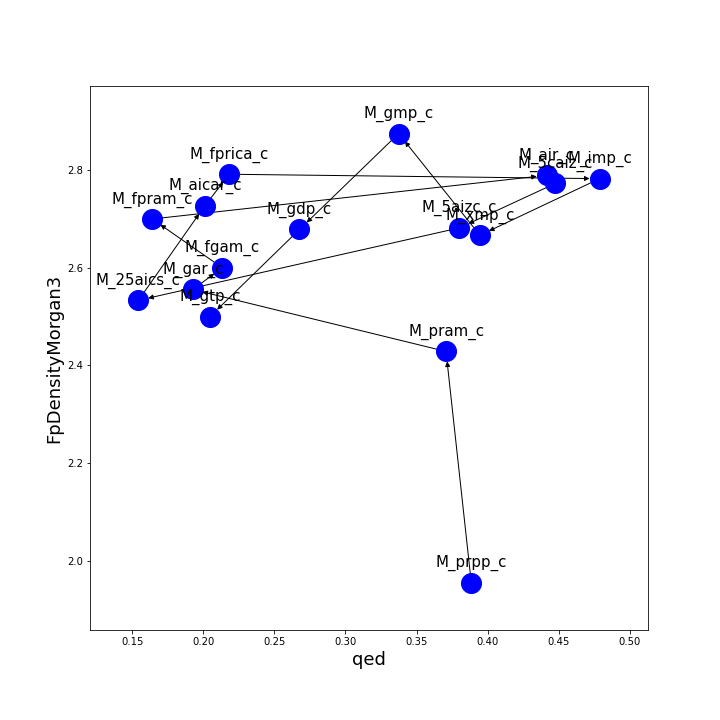 M_gmp_c
M_fprica_c
M_air_c
M_imp_c
M_5caiz_c
M_aica_c
M_fpram_c
M_gdp_c
M_5aizc_c
M_xmp_c
M_fgam_c
M_gar_c
M_25aics_c
M_gtp_c
M_pram_c
M_prpp_c
FpDensityMorgan3
2.8
2.6
2.4
2.2
2.0
0.15
0.20
0.25
0.30
0.35
0.40
0.45
0.50
qed